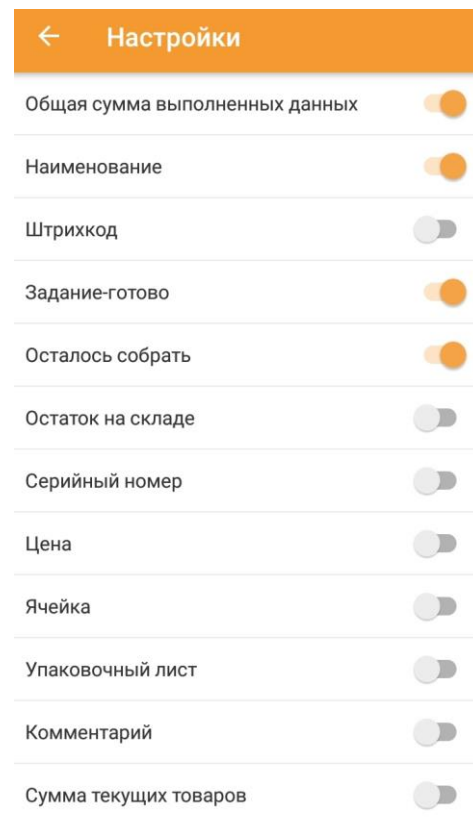 Настройки
Общая сумма выполненных данных
Наименование
Штрихкод
Задание-готово
Осталось собрать
Остаток на складе
Серийный номер
Цена
Ячейка
Упаковочный лист
Комментарий
Сумма текущих товаров